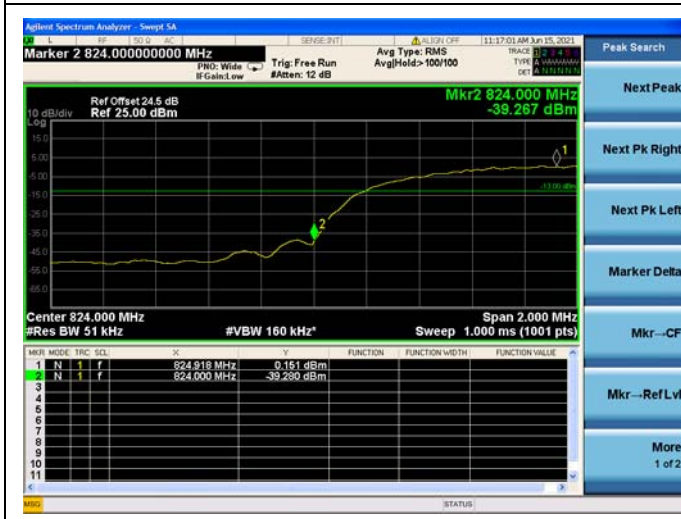 Agilent Spectrum Analyzer - Swept SA
L RF 50 Ω AC SENSE:INT ALIGN OFF 11:17:01 AM Jun 15, 2021
Marker 2 824.000000000 MHz
PNO: Wide
IFGain:Low
Trig: Free Run
#Atten: 12 dB
Avg Type: RMS
Avg|Hold>100/100
TRACE 1 2 3 4 5 6
TYPE A WWWWW
DET A N N N N N
Peak Search
Mkr2 824.000 MHz
-39.267 dBm
Ref Offset 24.5 dB
10 dB/div Ref 25.00 dBm
Log
15.0
5.00
-5.00
-15.0
-25.0
-35.0
-45.0
-55.0
-65.0
1
2
-13.00 dBm
Center 824.000 MHz Span 2.000 MHz
#Res BW 51 kHz #VBW 160 kHz* Sweep 1.000 ms (1001 pts)
MKR MODE TRC SCL X Y FUNCTION FUNCTION WIDTH FUNCTION VALUE
1 N 1 f 824.918 MHz 0.151 dBm
2 N 1 f 824.000 MHz -39.280 dBm
3
4
5
6
7
8
9
10
11
Next Peak
Next Pk Right
Next Pk Left
Marker Delta
Mkr→CF
Mkr→Ref Lvl
More
1 of 2
MSG STATUS